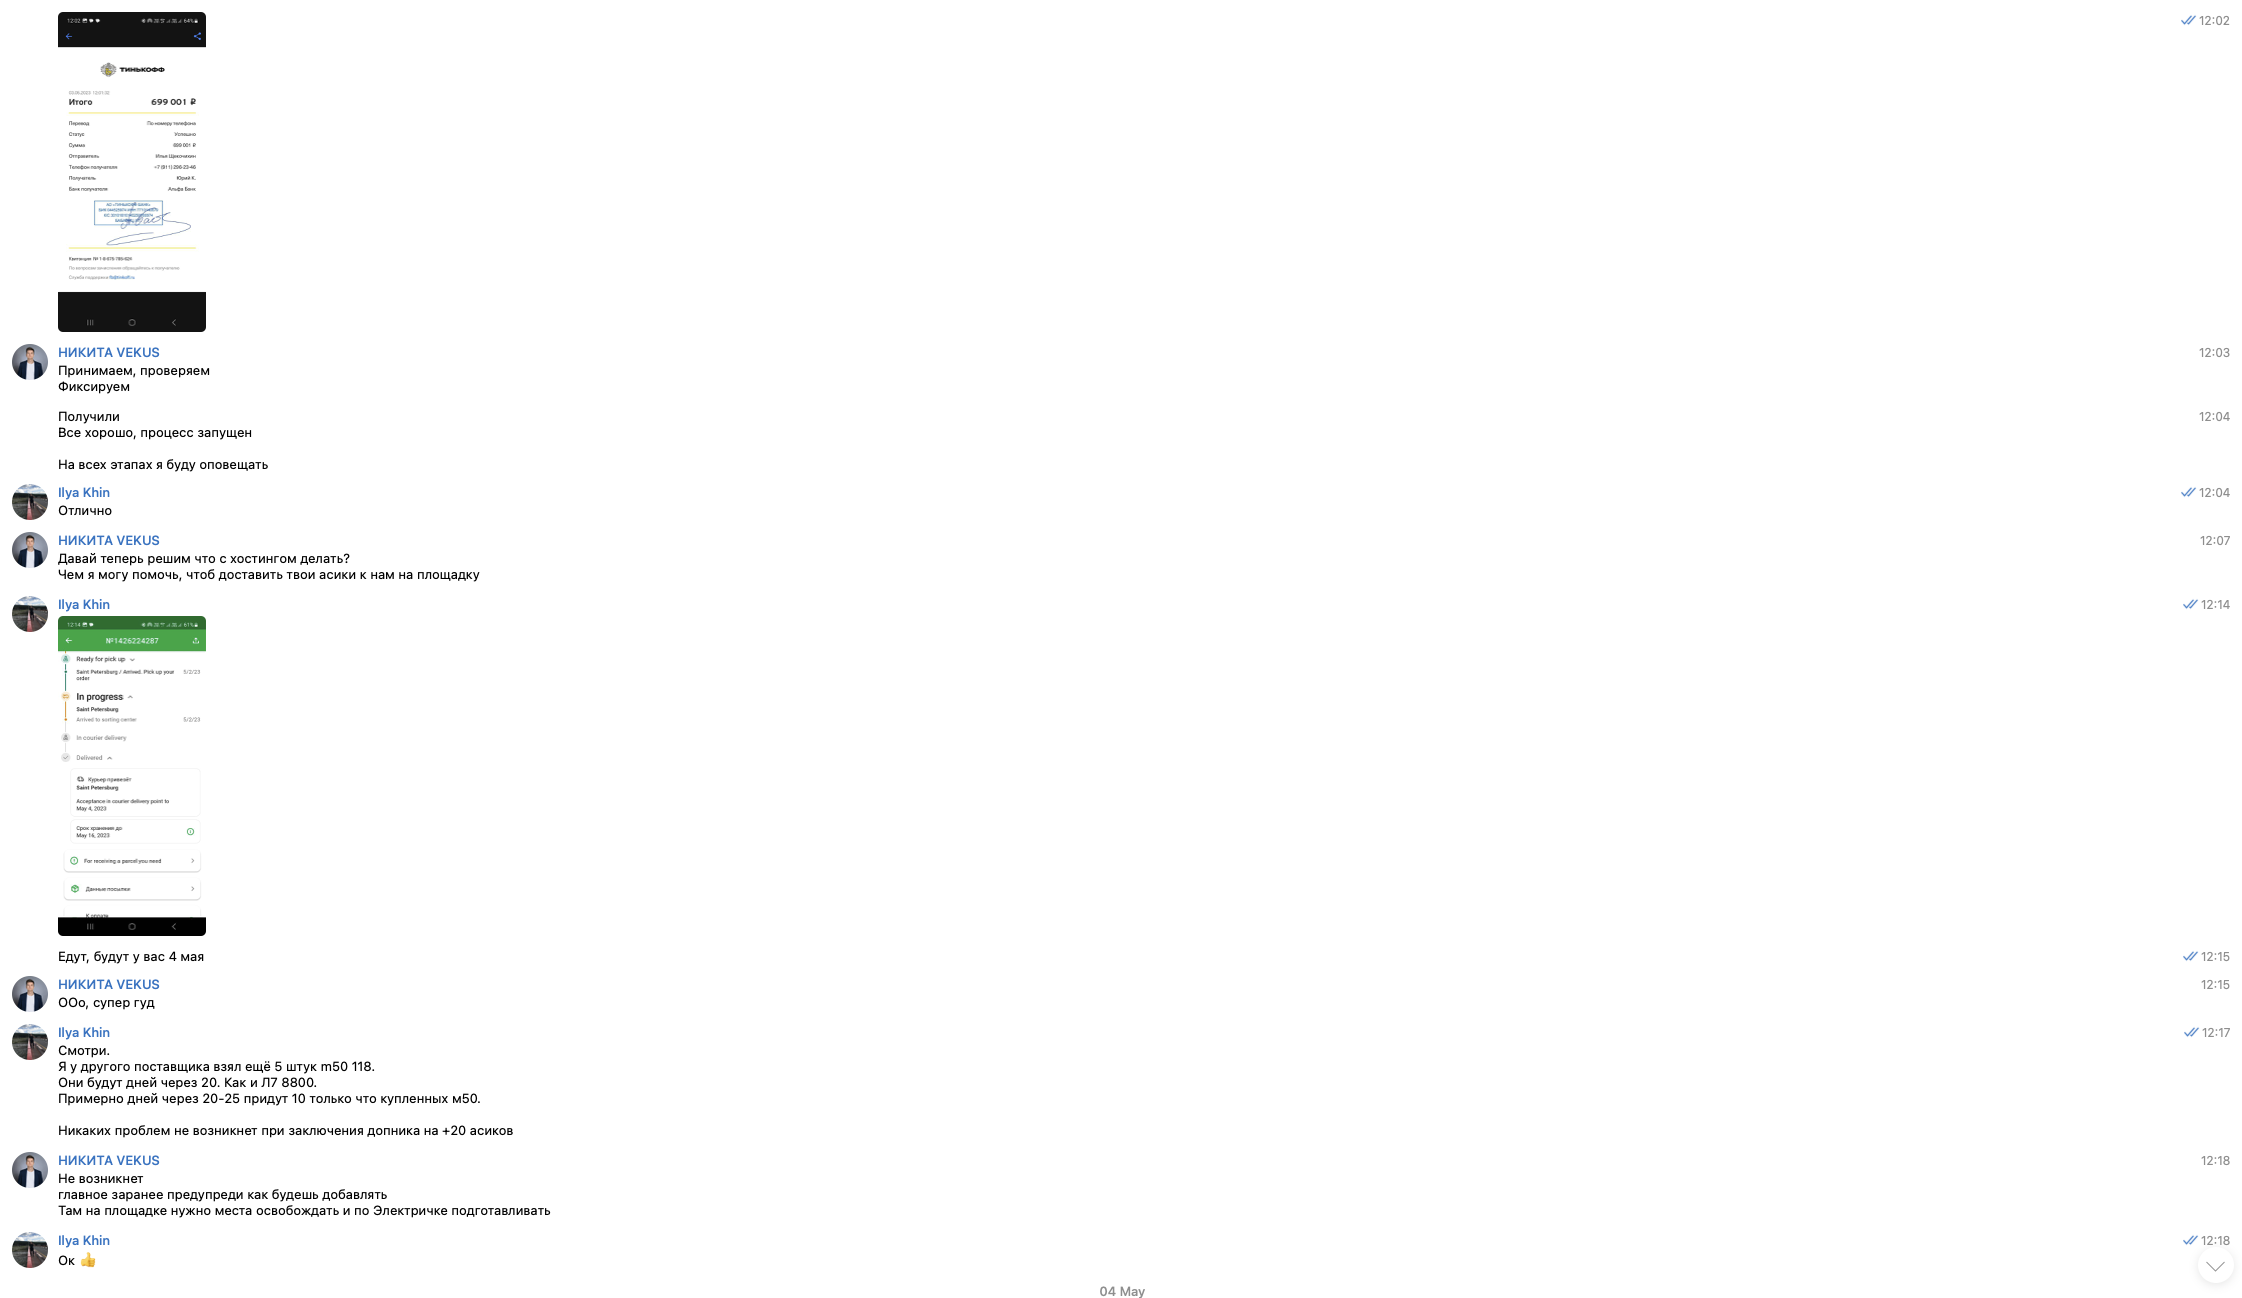 12:02
64%
12:02
ТИНЬКОФФ
Итого 699 001 ₽
Перевод По номеру телефона
Статус Успешно
Сумма 699 001 ₽
Отправитель
Телефон получателя +7 (911) 296-23-46
Получатель Юрий К.
Банк получателя Альфа Банк
Служба поддержки
НИКИТА VEKUS 12:03
Принимаем, проверяем
Фиксируем
Получили 12:04
Все хорошо, процесс запущен
На всех этапах я буду оповещать
Ilya Khin 12:04
Отлично
НИКИТА VEKUS 12:07
Давай теперь решим что с хостингом делать?
Чем я могу помочь, чтоб доставить твои асики к нам на площадку
Ilya Khin 12:14
12:14 61%
№1426224287
Ready for pick up
Saint Petersburg / Arrived. Pick up your 5/2/23
order
In progress
Saint Petersburg
Arrived to sorting center 5/2/23
In courier delivery
Delivered
Курьер привезёт
Saint Petersburg
Acceptance in courier delivery point to
May 4, 2023
Срок хранения до
May 16, 2023
For receiving a parcel you need
Данные посылки
К оплате
Едут, будут у вас 4 мая 12:15
НИКИТА VEKUS 12:15
ООо, супер гуд
Ilya Khin 12:17
Смотри.
Я у другого поставщика взял ещё 5 штук m50 118.
Они будут дней через 20. Как и Л7 8800.
Примерно дней через 20-25 придут 10 только что купленных м50.
Никаких проблем не возникнет при заключения допника на +20 асиков
НИКИТА VEKUS 12:18
Не возникнет
главное заранее предупреди как будешь добавлять
Там на площадке нужно места освобождать и по Электричке подготавливать
Ilya Khin 12:18
Ок 👍
04 May